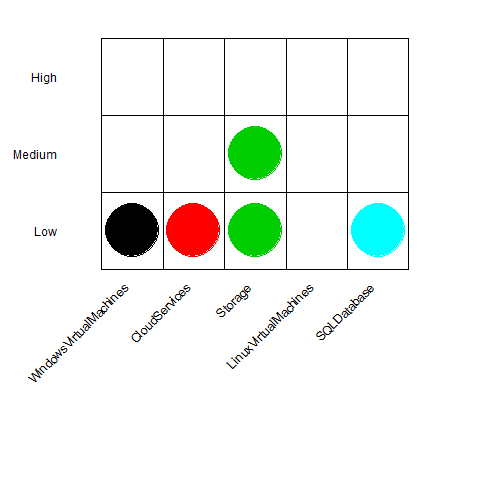 High
Medium
Low
WindowsVirtualMachines
CloudServices
Storage
LinuxVirtualMachines
SQLDatabase